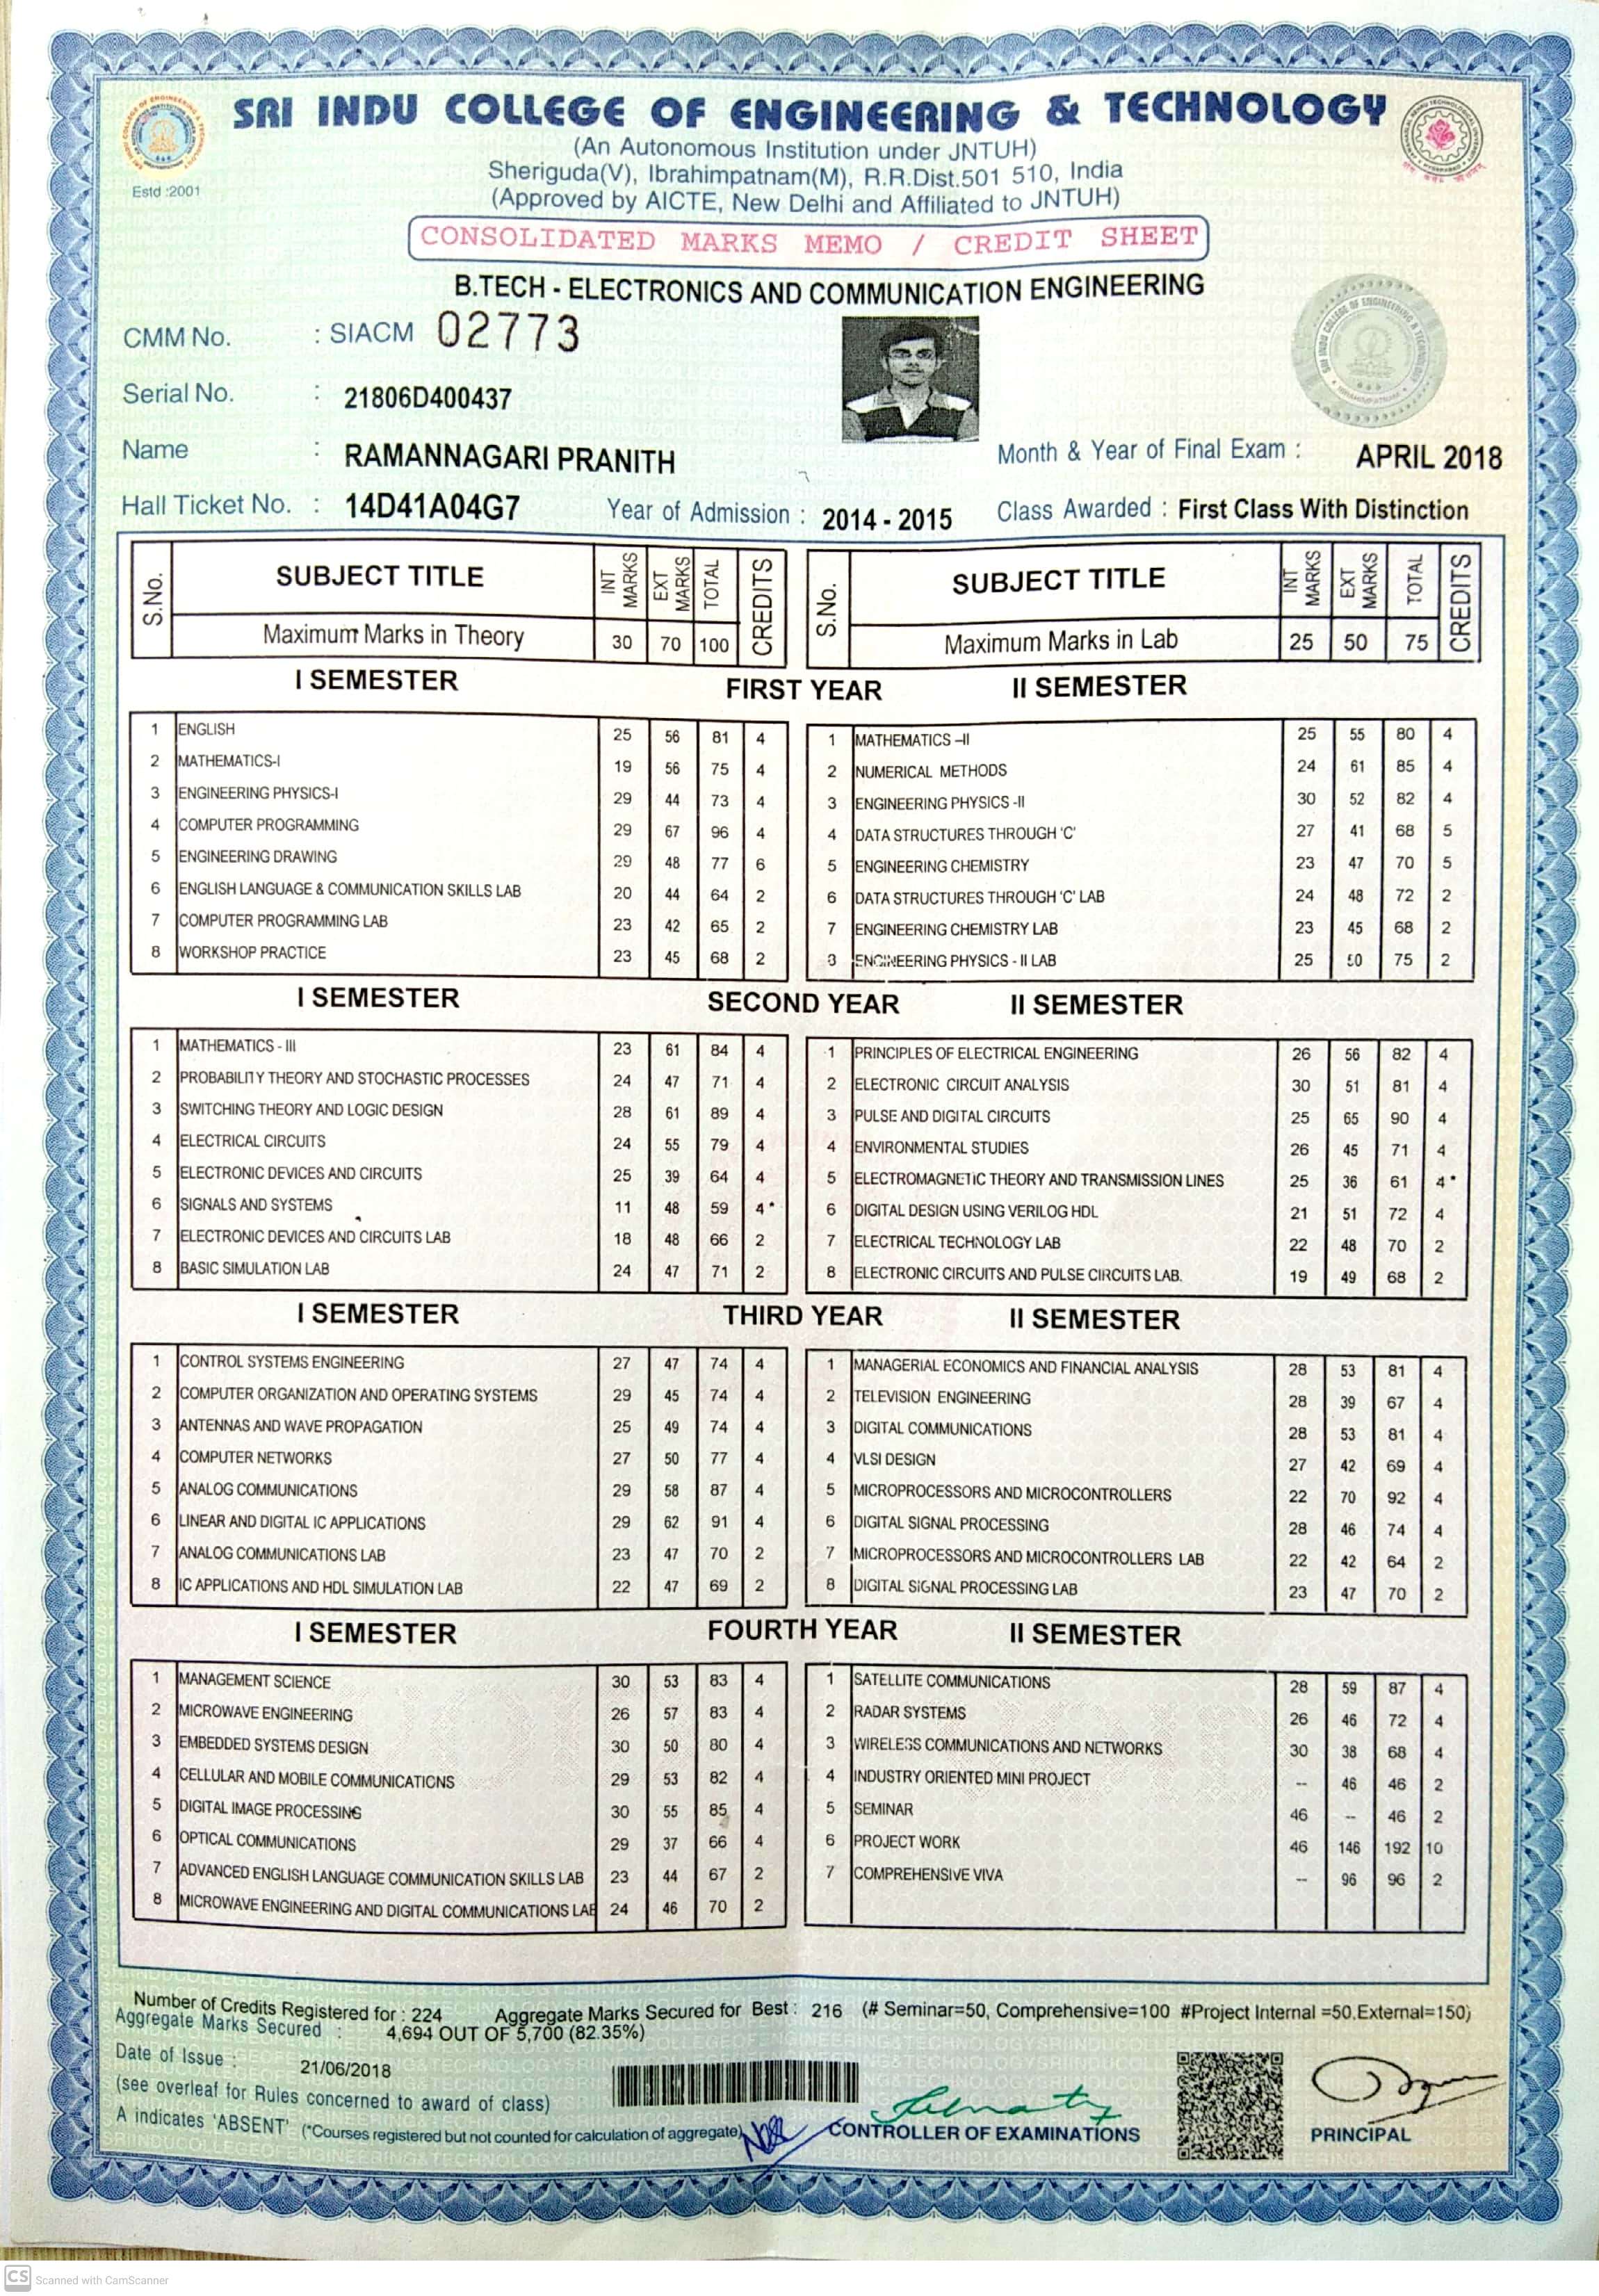 SRI INDU COLLEGE OF ENGINEERING & TECHNOLOGY
(An Autonomous Institution under JNTUH)
Sheriguda(V), Ibrahimpatnam(M), R.R.Dist.501 510, India
(Approved by AICTE, New Delhi and Affiliated to JNTUH)
Estd :2001
CONSOLIDATED MARKS MEMO / CREDIT SHEET
B.TECH - ELECTRONICS AND COMMUNICATION ENGINEERING
CMM No. : SIACM 02773
Serial No. : 21806D400437
Name : RAMANNAGARI PRANITH
Month & Year of Final Exam : APRIL 2018
Hall Ticket No. : 14D41A04G7 Year of Admission : 2014 - 2015 Class Awarded : First Class With Distinction
S.No. SUBJECT TITLE INT MARKS EXT MARKS TOTAL CREDITS S.No. SUBJECT TITLE INT MARKS EXT MARKS TOTAL CREDITS
Maximum Marks in Theory 30 70 100 Maximum Marks in Lab 25 50 75
I SEMESTER FIRST YEAR II SEMESTER
1 ENGLISH 25 56 81 4 1 MATHEMATICS –II 25 55 80 4
2 MATHEMATICS-I 19 56 75 4 2 NUMERICAL METHODS 24 61 85 4
3 ENGINEERING PHYSICS-I 29 44 73 4 3 ENGINEERING PHYSICS -II 30 52 82 4
4 COMPUTER PROGRAMMING 29 67 96 4 4 DATA STRUCTURES THROUGH 'C' 27 41 68 5
5 ENGINEERING DRAWING 29 48 77 6 5 ENGINEERING CHEMISTRY 23 47 70 5
6 ENGLISH LANGUAGE & COMMUNICATION SKILLS LAB 20 44 64 2 6 DATA STRUCTURES THROUGH 'C' LAB 24 48 72 2
7 COMPUTER PROGRAMMING LAB 23 42 65 2 7 ENGINEERING CHEMISTRY LAB 23 45 68 2
8 WORKSHOP PRACTICE 23 45 68 2 8 ENGINEERING PHYSICS - II LAB 25 50 75 2
I SEMESTER SECOND YEAR II SEMESTER
1 MATHEMATICS - III 23 61 84 4 1 PRINCIPLES OF ELECTRICAL ENGINEERING 26 56 82 4
2 PROBABILITY THEORY AND STOCHASTIC PROCESSES 24 47 71 4 2 ELECTRONIC CIRCUIT ANALYSIS 30 51 81 4
3 SWITCHING THEORY AND LOGIC DESIGN 28 61 89 4 3 PULSE AND DIGITAL CIRCUITS 25 65 90 4
4 ELECTRICAL CIRCUITS 24 55 79 4 4 ENVIRONMENTAL STUDIES 26 45 71 4
5 ELECTRONIC DEVICES AND CIRCUITS 25 39 64 4 5 ELECTROMAGNETIC THEORY AND TRANSMISSION LINES 25 36 61 4*
6 SIGNALS AND SYSTEMS 11 48 59 4* 6 DIGITAL DESIGN USING VERILOG HDL 21 51 72 4
7 ELECTRONIC DEVICES AND CIRCUITS LAB 18 48 66 2 7 ELECTRICAL TECHNOLOGY LAB 22 48 70 2
8 BASIC SIMULATION LAB 24 47 71 2 8 ELECTRONIC CIRCUITS AND PULSE CIRCUITS LAB. 19 49 68 2
I SEMESTER THIRD YEAR II SEMESTER
1 CONTROL SYSTEMS ENGINEERING 27 47 74 4 1 MANAGERIAL ECONOMICS AND FINANCIAL ANALYSIS 28 53 81 4
2 COMPUTER ORGANIZATION AND OPERATING SYSTEMS 29 45 74 4 2 TELEVISION ENGINEERING 28 39 67 4
3 ANTENNAS AND WAVE PROPAGATION 25 49 74 4 3 DIGITAL COMMUNICATIONS 28 53 81 4
4 COMPUTER NETWORKS 27 50 77 4 4 VLSI DESIGN 27 42 69 4
5 ANALOG COMMUNICATIONS 29 58 87 4 5 MICROPROCESSORS AND MICROCONTROLLERS 22 70 92 4
6 LINEAR AND DIGITAL IC APPLICATIONS 29 62 91 4 6 DIGITAL SIGNAL PROCESSING 28 46 74 4
7 ANALOG COMMUNICATIONS LAB 23 47 70 2 7 MICROPROCESSORS AND MICROCONTROLLERS LAB 22 42 64 2
8 IC APPLICATIONS AND HDL SIMULATION LAB 22 47 69 2 8 DIGITAL SIGNAL PROCESSING LAB 23 47 70 2
I SEMESTER FOURTH YEAR II SEMESTER
1 MANAGEMENT SCIENCE 30 53 83 4 1 SATELLITE COMMUNICATIONS 28 59 87 4
2 MICROWAVE ENGINEERING 26 57 83 4 2 RADAR SYSTEMS 26 46 72 4
3 EMBEDDED SYSTEMS DESIGN 30 50 80 4 3 WIRELESS COMMUNICATIONS AND NETWORKS 30 38 68 4
4 CELLULAR AND MOBILE COMMUNICATIONS 29 53 82 4 4 INDUSTRY ORIENTED MINI PROJECT -- 46 46 2
5 DIGITAL IMAGE PROCESSING 30 55 85 4 5 SEMINAR 46 -- 46 2
6 OPTICAL COMMUNICATIONS 29 37 66 4 6 PROJECT WORK 46 146 192 10
7 ADVANCED ENGLISH LANGUAGE COMMUNICATION SKILLS LAB 23 44 67 2 7 COMPREHENSIVE VIVA -- 96 96 2
8 MICROWAVE ENGINEERING AND DIGITAL COMMUNICATIONS LAB 24 46 70 2
Number of Credits Registered for : 224 Aggregate Marks Secured for Best : 216 (# Seminar=50, Comprehensive=100 #Project Internal =50.External=150)
Aggregate Marks Secured : 4,694 OUT OF 5,700 (82.35%)
Date of Issue : 21/06/2018
(see overleaf for Rules concerned to award of class)
A indicates 'ABSENT' (*Courses registered but not counted for calculation of aggregate)
CONTROLLER OF EXAMINATIONS
PRINCIPAL
CS Scanned with CamScanner